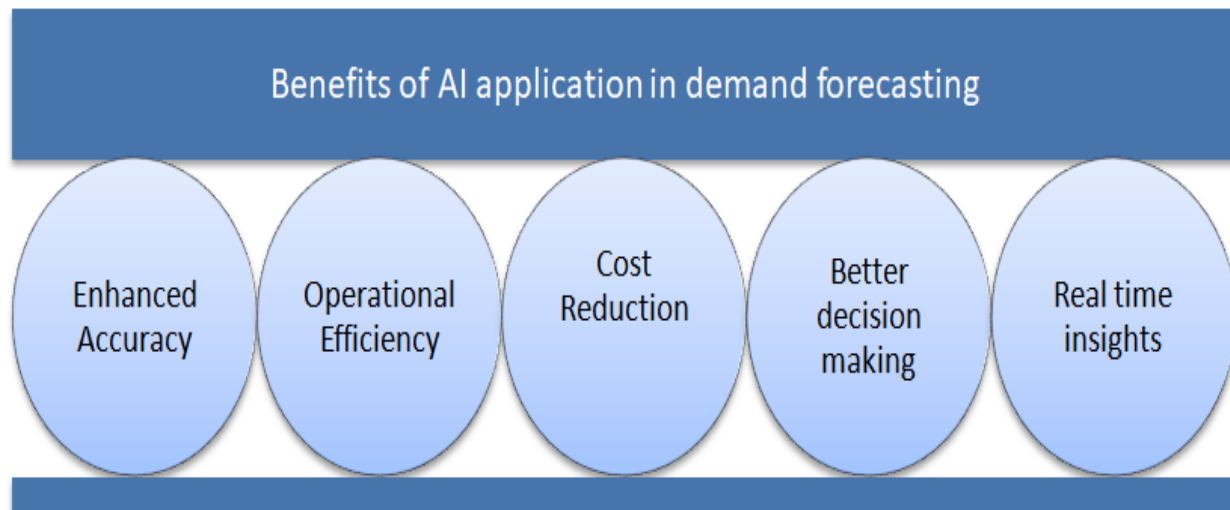 Benefits of AI application in demand forecasting
Enhanced
Accuracy
Operational
Efficiency
Cost
Reduction
Better
decision
making
Real time
insights